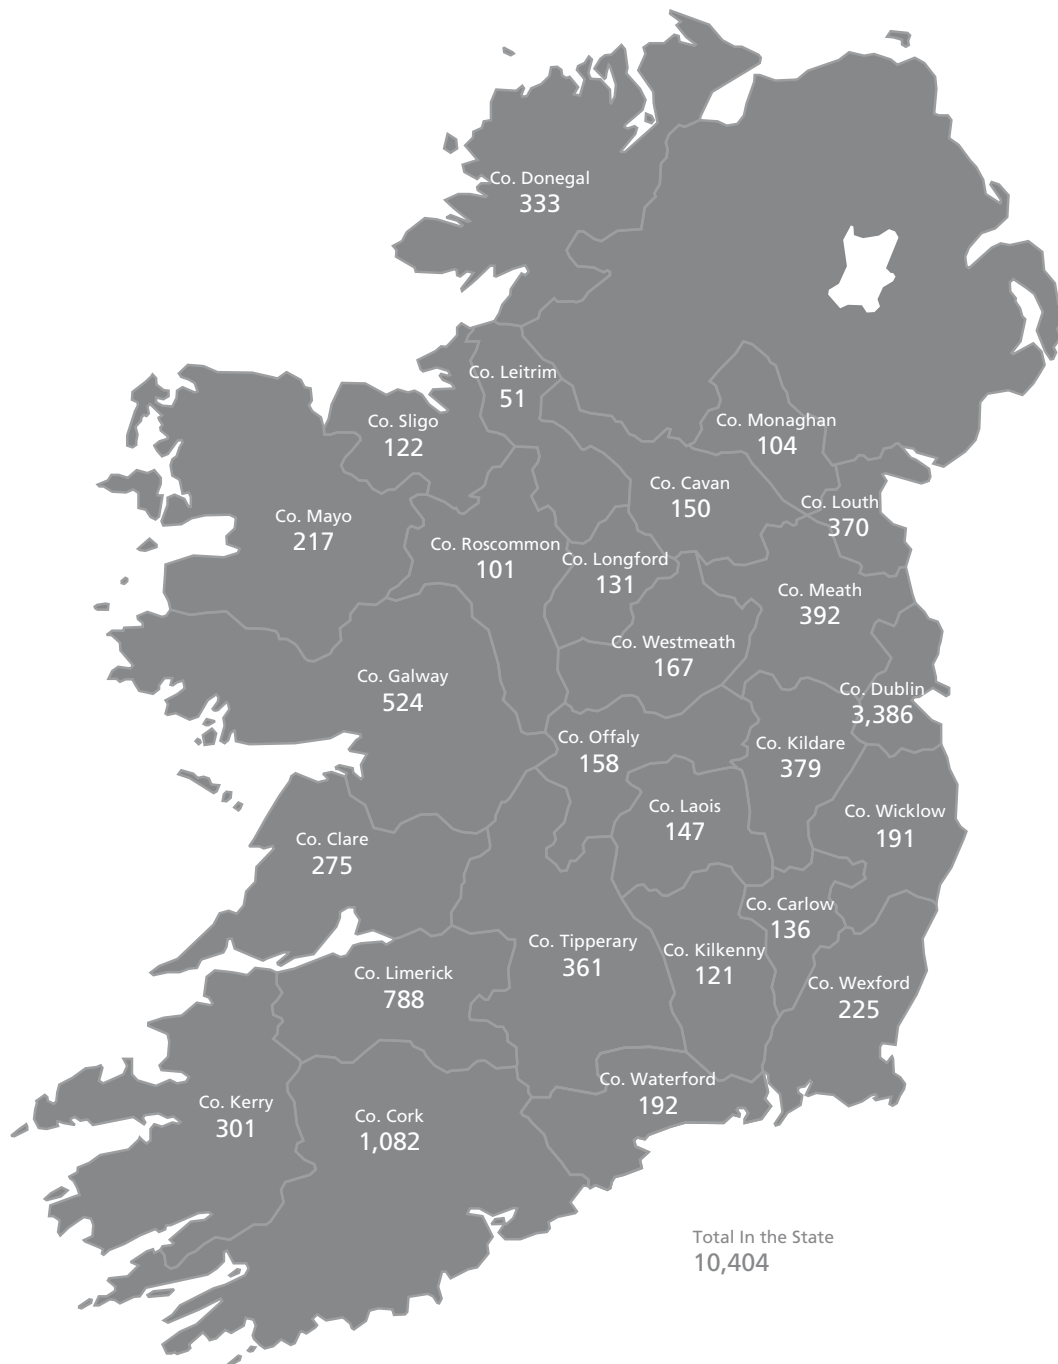 Co. Donegal
333
Co. Leitrim
51
Co. Sligo
122
Co. Monaghan
104
Co. Cavan
150
Co. Louth
370
Co. Mayo
217
Co. Roscommon
101
Co. Longford
131
Co. Meath
392
Co. Westmeath
167
Co. Galway
524
Co. Dublin
3,386
Co. Offaly
158
Co. Kildare
379
Co. Laois
147
Co. Wicklow
191
Co. Clare
275
Co. Carlow
136
Co. Tipperary
361
Co. Kilkenny
121
Co. Limerick
788
Co. Wexford
225
Co. Waterford
192
Co. Kerry
301
Co. Cork
1,082
Total In the State
10,404